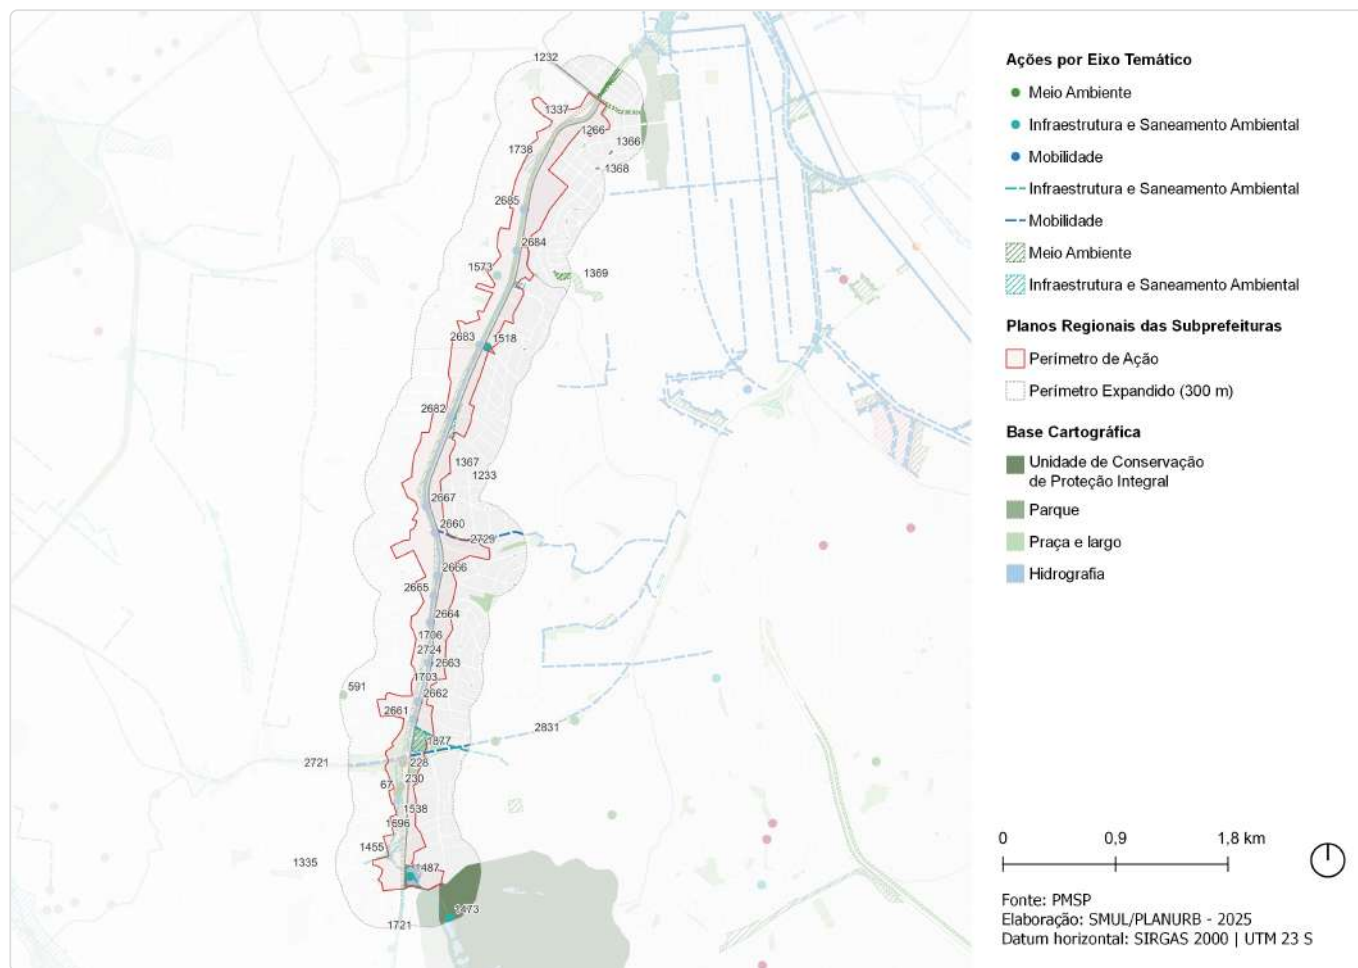 1232
1337
1266
1366
1738
1368
2685
2684
1573
1369
2683
1518
2682
1367
1233
2667
2660
2729
2666
2665
2664
1706
2724
2663
1703
591
2662
2661
2831
1877
2721
228
230
67
1538
1696
1455
1335
1487
1473
1721
Ações por Eixo Temático
Meio Ambiente
Infraestrutura e Saneamento Ambiental
Mobilidade
Infraestrutura e Saneamento Ambiental
Mobilidade
Meio Ambiente
Infraestrutura e Saneamento Ambiental
Planos Regionais das Subprefeituras
Perímetro de Ação
Perímetro Expandido (300 m)
Base Cartográfica
Unidade de Conservação
de Proteção Integral
Parque
Praça e largo
Hidrografia
0 0,9 1,8 km
Fonte: PMSP
Elaboração: SMUL/PLANURB - 2025
Datum horizontal: SIRGAS 2000 | UTM 23 S